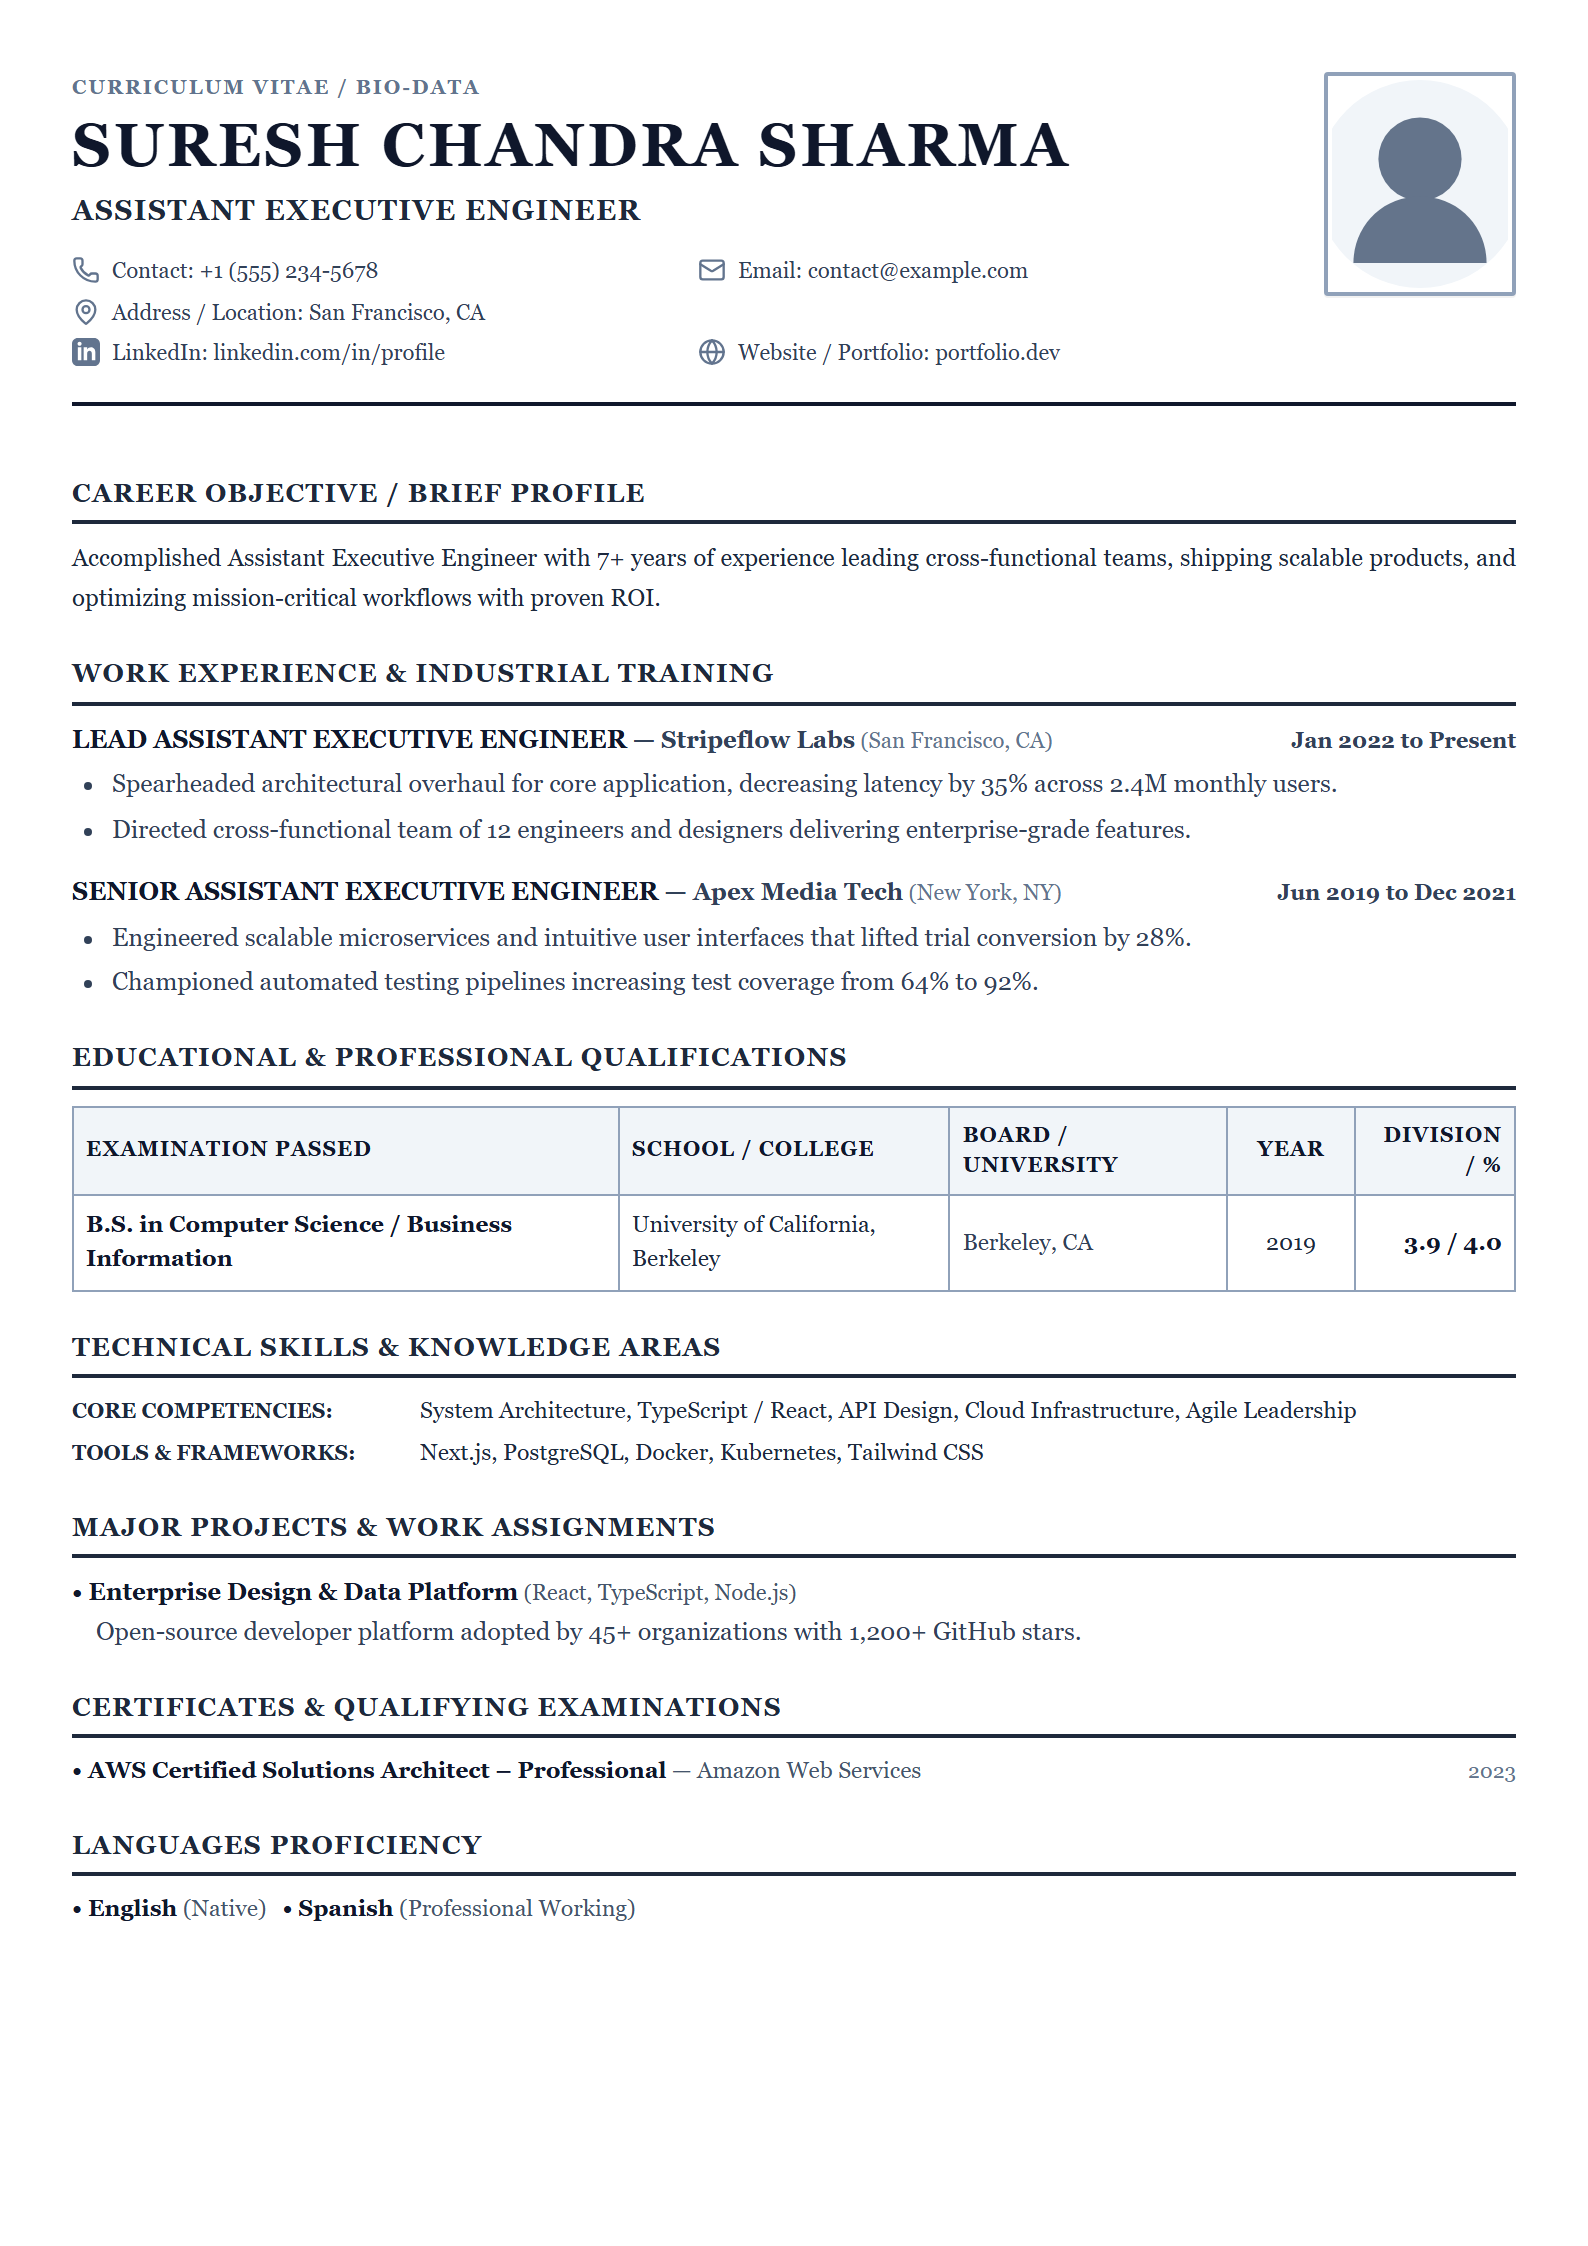 CURRICULUM VITAE / BIO-DATA
SURESH CHANDRA SHARMA
ASSISTANT EXECUTIVE ENGINEER
Contact: +1 (555) 234-5678
Email: contact@example.com
Address / Location: San Francisco, CA
LinkedIn: linkedin.com/in/profile
Website / Portfolio: portfolio.dev
CAREER OBJECTIVE / BRIEF PROFILE
Accomplished Assistant Executive Engineer with 7+ years of experience leading cross-functional teams, shipping scalable products, and
optimizing mission-critical workflows with proven ROI.
WORK EXPERIENCE & INDUSTRIAL TRAINING
LEAD ASSISTANT EXECUTIVE ENGINEER — Stripeflow Labs (San Francisco, CA) Jan 2022 to Present
• Spearheaded architectural overhaul for core application, decreasing latency by 35% across 2.4M monthly users.
• Directed cross-functional team of 12 engineers and designers delivering enterprise-grade features.
SENIOR ASSISTANT EXECUTIVE ENGINEER — Apex Media Tech (New York, NY) Jun 2019 to Dec 2021
• Engineered scalable microservices and intuitive user interfaces that lifted trial conversion by 28%.
• Championed automated testing pipelines increasing test coverage from 64% to 92%.
EDUCATIONAL & PROFESSIONAL QUALIFICATIONS
EXAMINATION PASSED
SCHOOL / COLLEGE
BOARD /
UNIVERSITY
YEAR
DIVISION
/ %
B.S. in Computer Science / Business
Information
University of California,
Berkeley
Berkeley, CA
2019
3.9 / 4.0
TECHNICAL SKILLS & KNOWLEDGE AREAS
CORE COMPETENCIES: System Architecture, TypeScript / React, API Design, Cloud Infrastructure, Agile Leadership
TOOLS & FRAMEWORKS: Next.js, PostgreSQL, Docker, Kubernetes, Tailwind CSS
MAJOR PROJECTS & WORK ASSIGNMENTS
• Enterprise Design & Data Platform (React, TypeScript, Node.js)
Open-source developer platform adopted by 45+ organizations with 1,200+ GitHub stars.
CERTIFICATES & QUALIFYING EXAMINATIONS
• AWS Certified Solutions Architect – Professional — Amazon Web Services 2023
LANGUAGES PROFICIENCY
• English (Native) • Spanish (Professional Working)